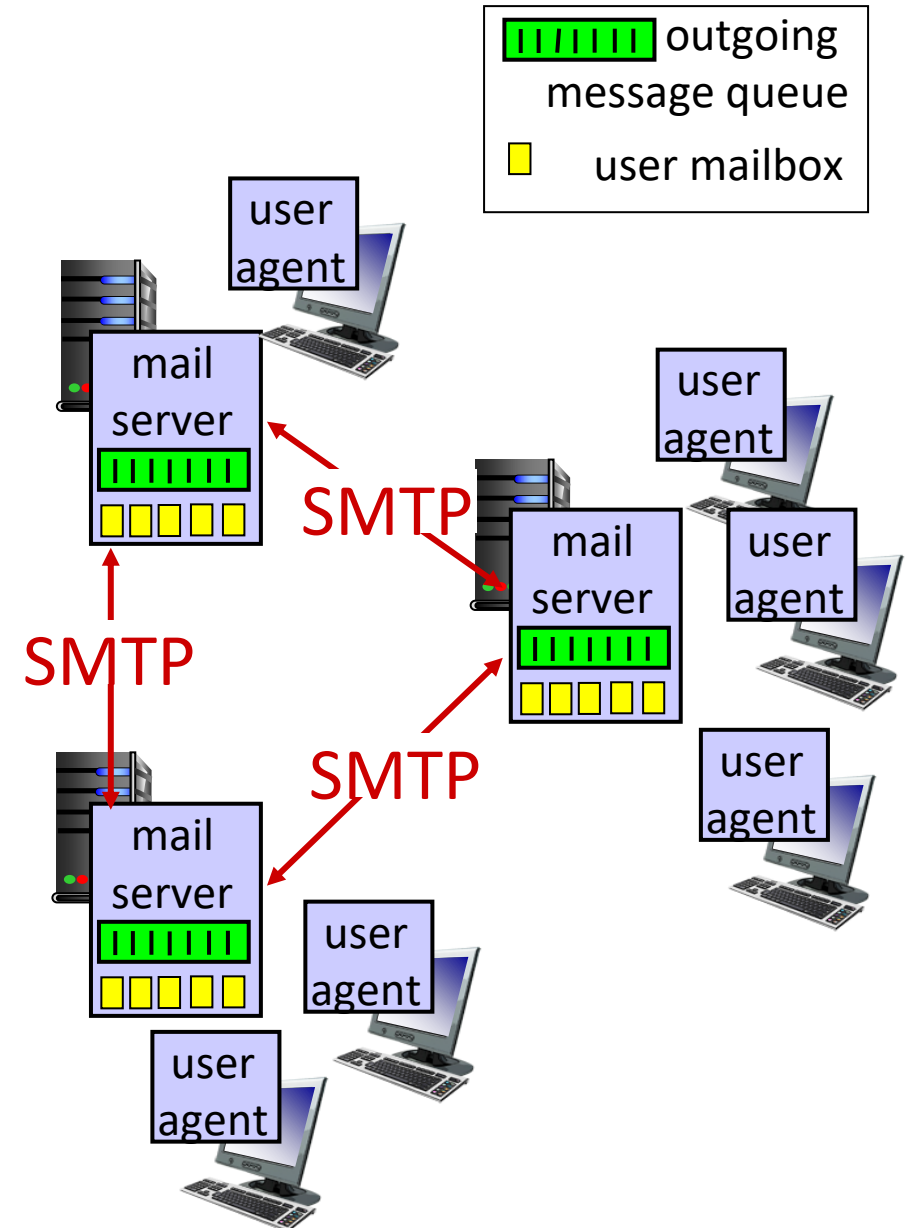 outgoing
message queue
user mailbox
user
agent
mail
server
SMTP
user
agent
mail
server
user
agent
SMTP
SMTP
user
agent
mail
server
user
agent
user
agent